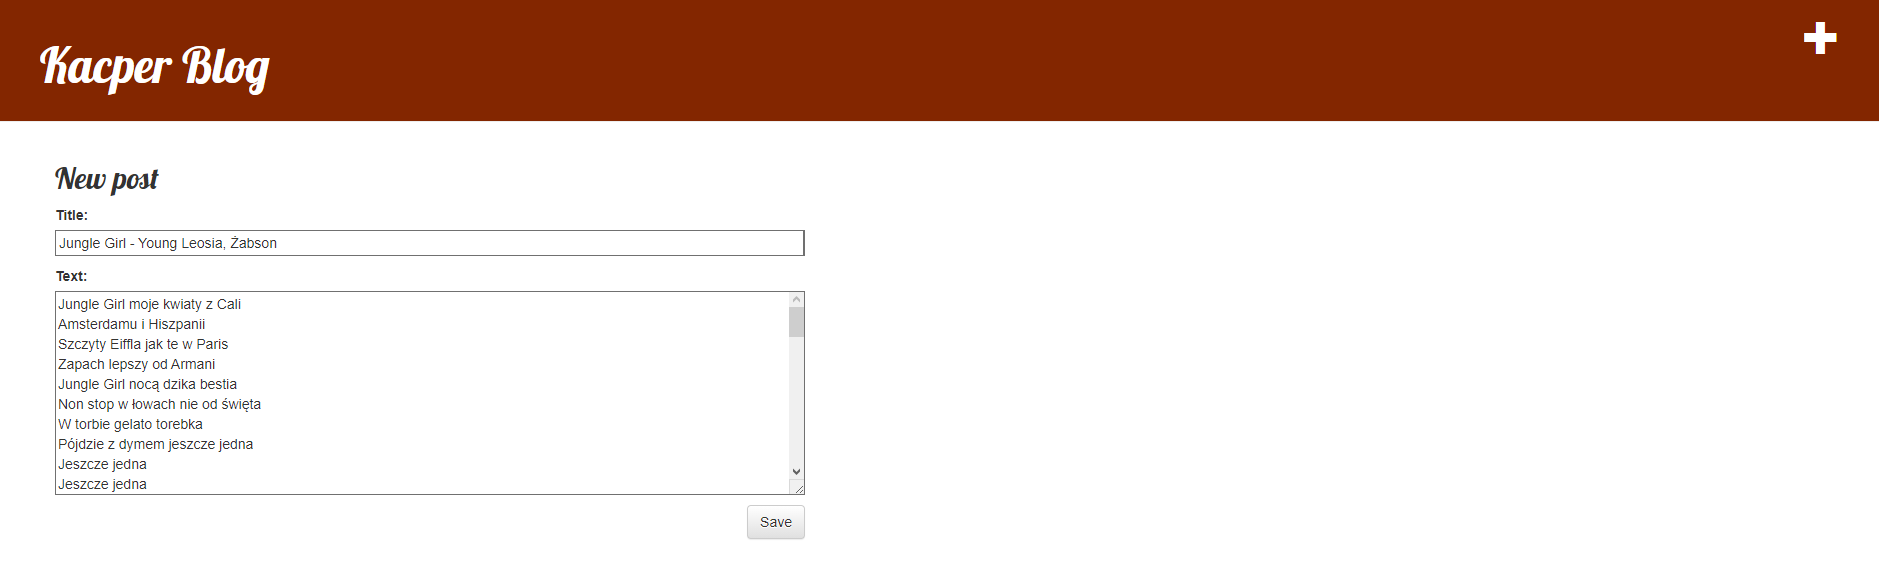 Kacper Blog
New post
Title:
Jungle Girl - Young Leosia, Żabson
Text:
Jungle Girl moje kwiaty z Cali
Amsterdamu i Hiszpanii
Szczyty Eiffla jak te w Paris
Zapach lepszy od Armani
Jungle Girl nocą dzika bestia
Non stop w łowach nie od święta
W torbie gelato torebka
Pójdzie z dymem jeszcze jedna
Jeszcze jedna
Jeszcze jedna
Save